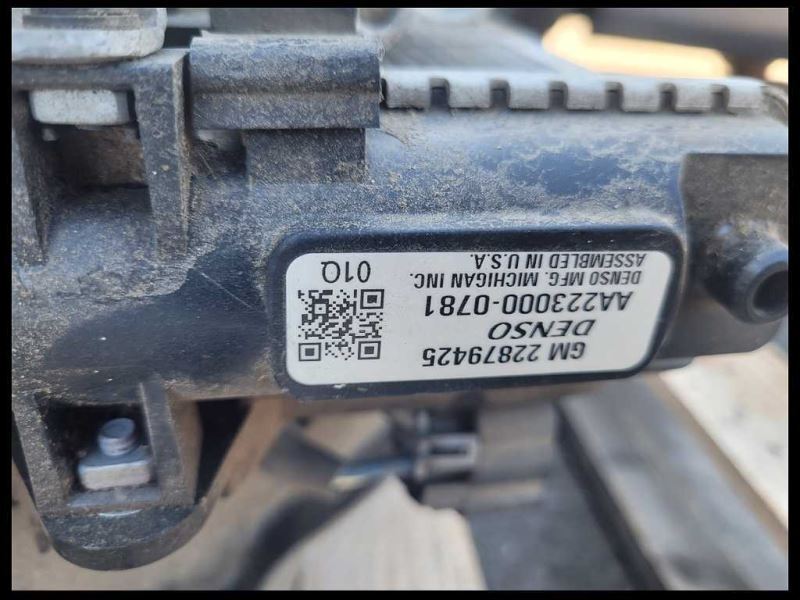 GM 22879425
DENSO
AA223000-0781
DENSO MFG. MICHIGAN INC.
ASSEMBLED IN U.S.A.
01Q